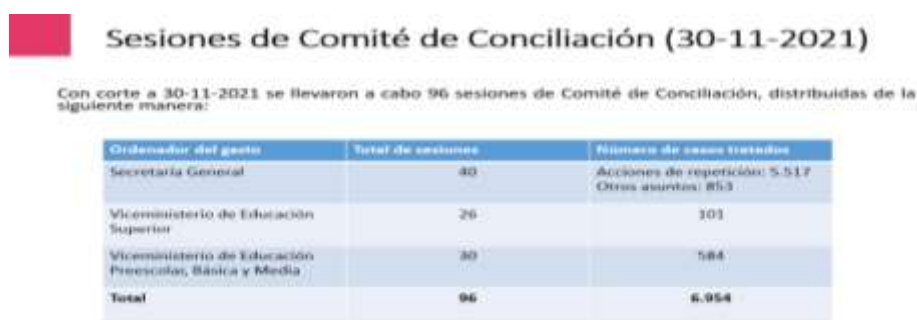 Sesiones de Comité de Conciliación (30-11-2021)
Con corte a 30-11-2021 se llevaron a cabo 96 sesiones de Comité de Conciliación, distribuidas de la
siguiente manera:
Ordenador del gasto Total de sesiones Número de casos tratados
Secretaría General 40 Acciones de repetición: 5.517
Otros asuntos: 853
Viceministerio de Educación 26
Superior
Viceministerio de Educación 30 584
Preescolar, Básica y Media
Total 96 6.954